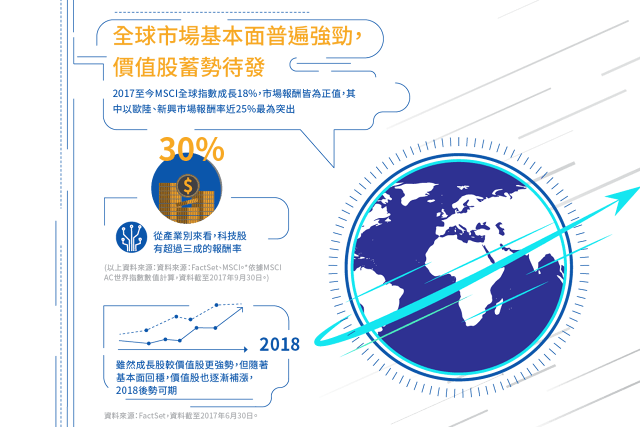 全球市場基本面普遍強勁，
價值股蓄勢待發
2017至今MSCI全球指數成長18%，市場報酬皆為正值，其
中以歐陸、新興市場報酬率近25%最為突出
30%
$
從產業別來看，科技股
有超過三成的報酬率
(以上資料來源：資料來源：FactSet、MSCI。*依據MSCI
AC世界指數數值計算，資料截至2017年9月30日。)
2018
雖然成長股較價值股更強勢，但隨著
基本面回穩，價值股也逐漸補漲，
2018後勢可期
資料來源：FactSet，資料截至2017年6月30日。